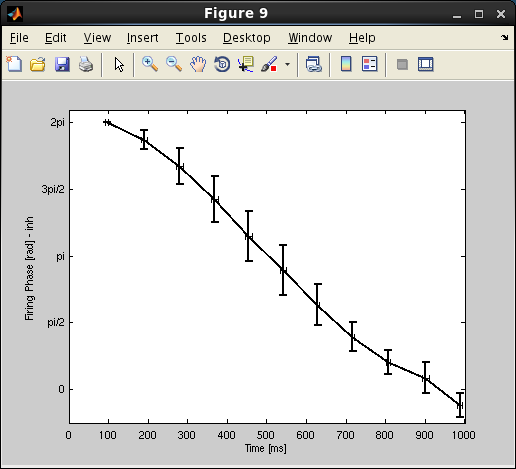 Figure 9
File Edit View Insert Tools Desktop Window Help
2pi
3pi/2
pi
pi/2
0
Firing Phase [rad] - inh
0 100 200 300 400 500 600 700 800 900 1000
Time [ms]